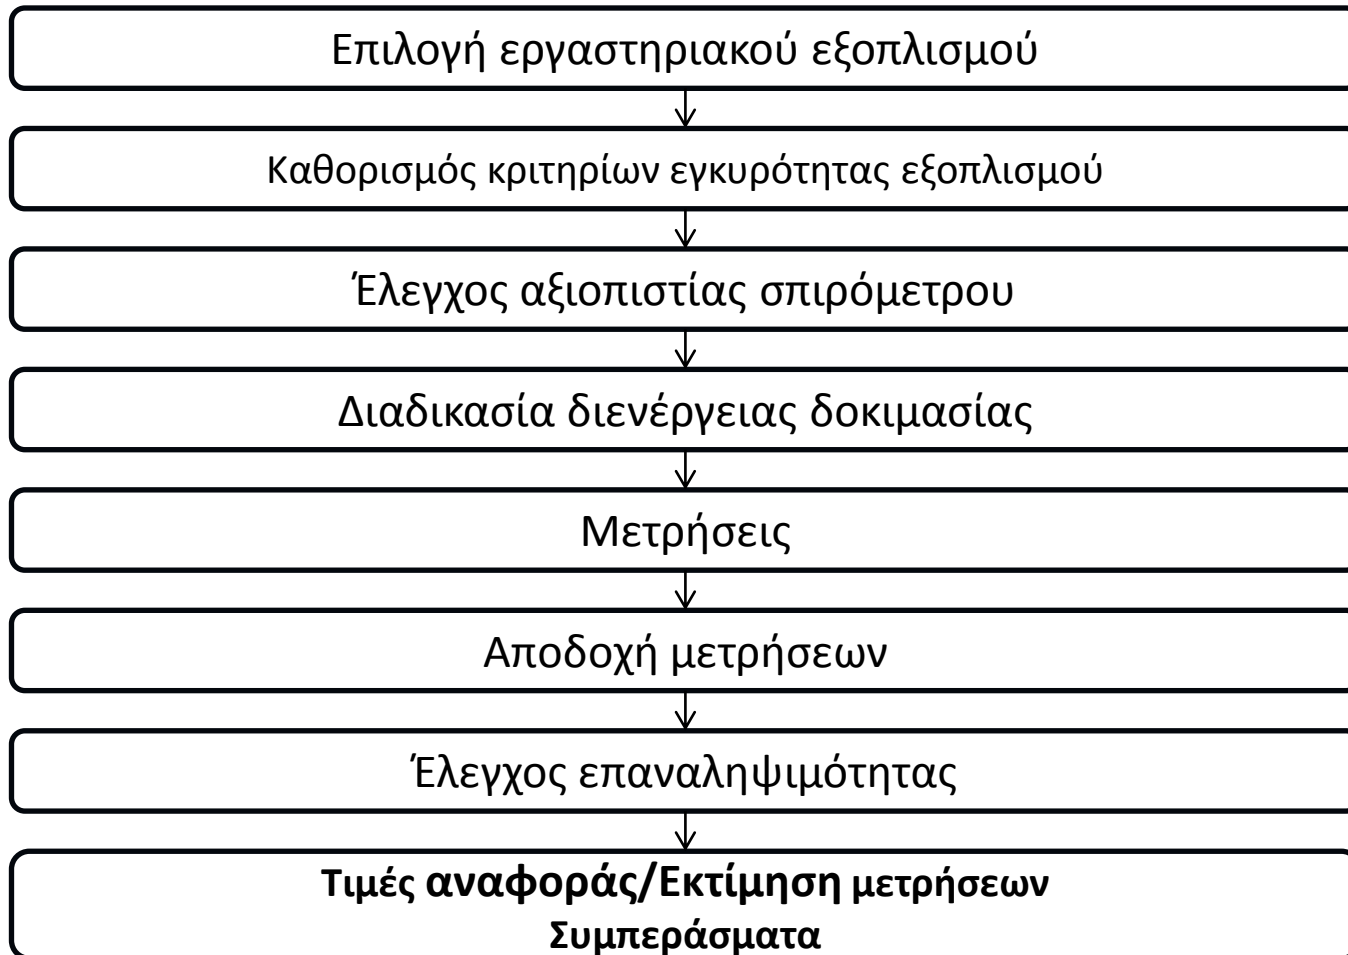 Επιλογή εργαστηριακού εξοπλισμού
Καθορισμός κριτηρίων εγκυρότητας εξοπλισμού
Έλεγχος αξιοπιστίας σπιρόμετρου
Διαδικασία διενέργειας δοκιμασίας
Μετρήσεις
Αποδοχή μετρήσεων
Έλεγχος επαναληψιμότητας
Τιμές αναφοράς/Εκτίμηση μετρήσεων
Συμπεράσματα